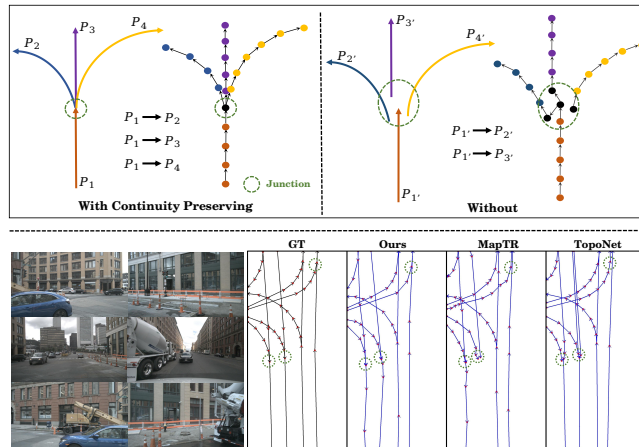 P3
P4
P2
P1 → P2
P1 → P3
P1 → P4
P1
Junction
With Continuity Preserving
P3'
P2'
P4'
P1' → P2'
P1' → P3'
P1'
Without
GT
Ours
MapTR
TopoNet